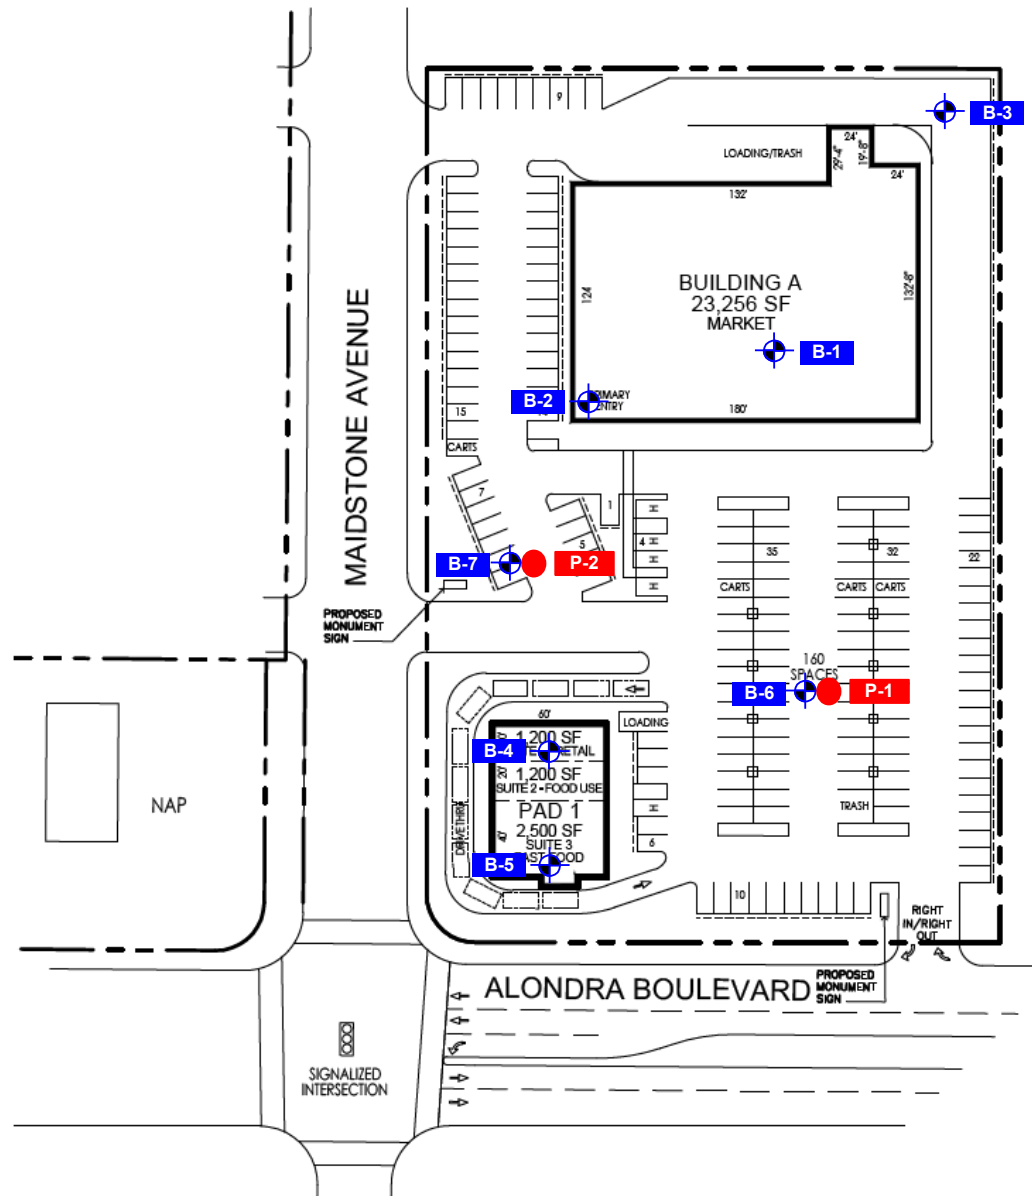 9
B-3
24'
29'-4"
19'-8"
LOADING/TRASH
24'
132'
BUILDING A
23,256 SF
MARKET
124
132'-8"
B-1
B-2
ENTRY
180'
15
CARTS
MAIDSTONE AVENUE
7
1
5
4
35
32
22
B-7
P-2
CARTS
CARTS
CARTS
PROPOSED
MONUMENT
SIGN
160
SPACES
B-6
P-1
60'
LOADING
B-4
1,200 SF
RETAIL
20'
1,200 SF
SUITE 2 - FOOD USE
NAP
DRIVE THRU
PAD 1
2,500 SF
40'
SUITE 3
FAST FOOD
B-5
TRASH
6
10
RIGHT
IN/RIGHT
OUT
ALONDRA BOULEVARD
PROPOSED
MONUMENT
SIGN
SIGNALIZED
INTERSECTION